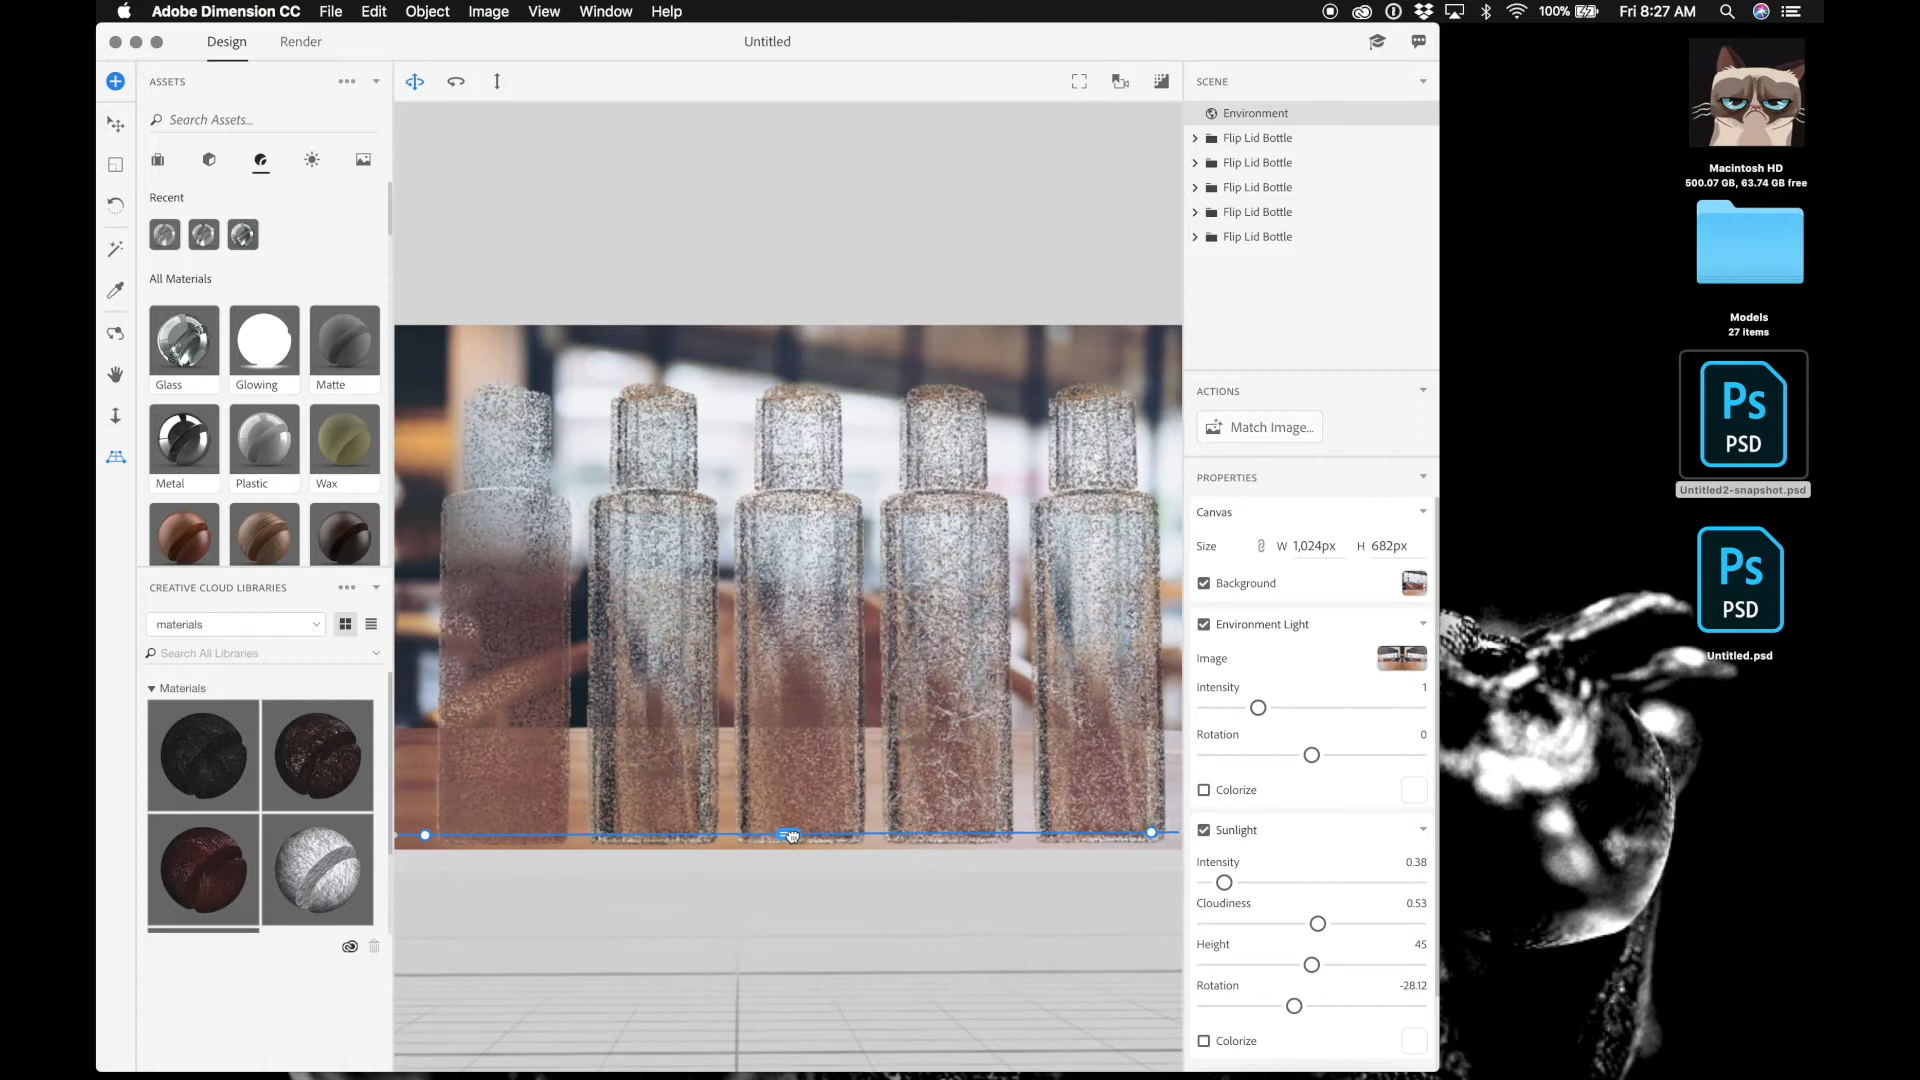 Adobe Dimension CC File Edit Object Image View Window Help
100% Fri 8:27 AM
Design Render Untitled
ASSETS
Search Assets...
Recent
All Materials
Glass Glowing Matte
Metal Plastic Wax
CREATIVE CLOUD LIBRARIES
materials
Search All Libraries
Materials
SCENE
Environment
Flip Lid Bottle
Flip Lid Bottle
Flip Lid Bottle
Flip Lid Bottle
Flip Lid Bottle
ACTIONS
Match Image...
PROPERTIES
Canvas
Size W 1,024px H 682px
Background
Environment Light
Image
Intensity 1
Rotation 0
Colorize
Sunlight
Intensity 0.38
Cloudiness 0.53
Height 45
Rotation -28.12
Colorize
Macintosh HD
500.07 GB, 63.74 GB free
Models
27 items
Ps
PSD
Untitled2-snapshot.psd
Ps
PSD
Untitled.psd